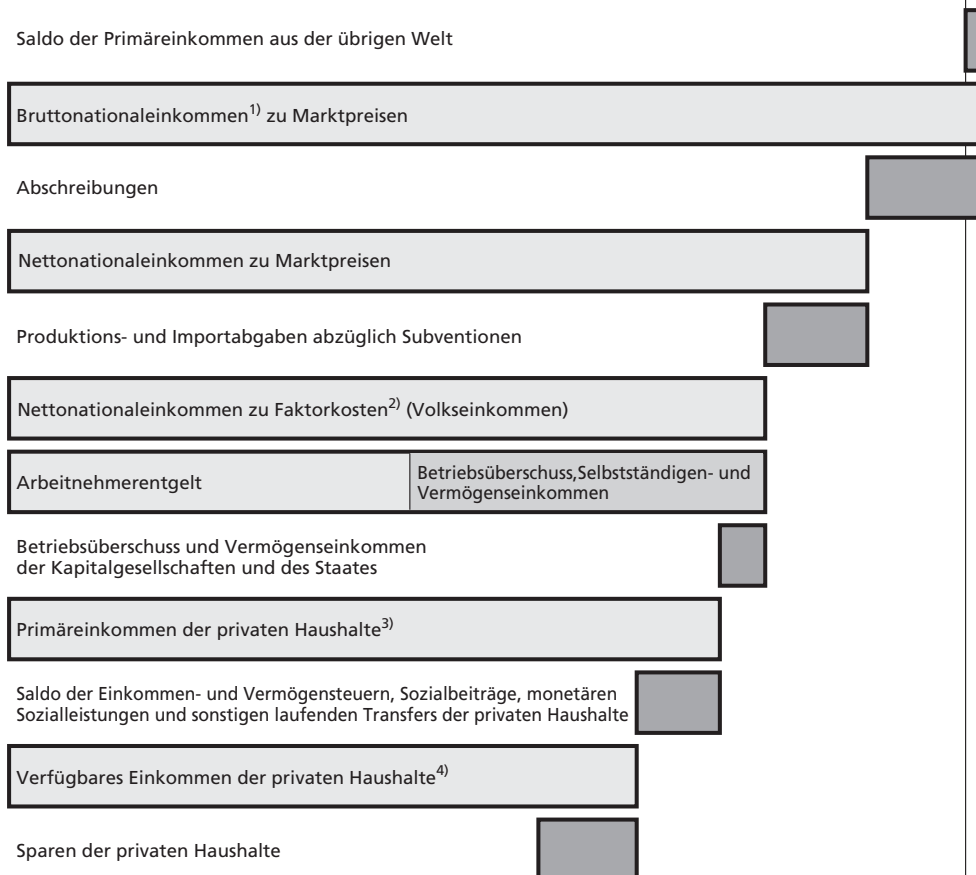 Saldo der Primäreinkommen aus der übrigen Welt
Bruttonationaleinkommen1) zu Marktpreisen
Abschreibungen
Nettonationaleinkommen zu Marktpreisen
Produktions- und Importabgaben abzüglich Subventionen
Nettonationaleinkommen zu Faktorkosten2) (Volkseinkommen)
Arbeitnehmerentgelt
Betriebsüberschuss,Selbstständigen- und
Vermögenseinkommen
Betriebsüberschuss und Vermögenseinkommen
der Kapitalgesellschaften und des Staates
Primäreinkommen der privaten Haushalte3)
Saldo der Einkommen- und Vermögensteuern, Sozialbeiträge, monetären
Sozialleistungen und sonstigen laufenden Transfers der privaten Haushalte
Verfügbares Einkommen der privaten Haushalte4)
Sparen der privaten Haushalte